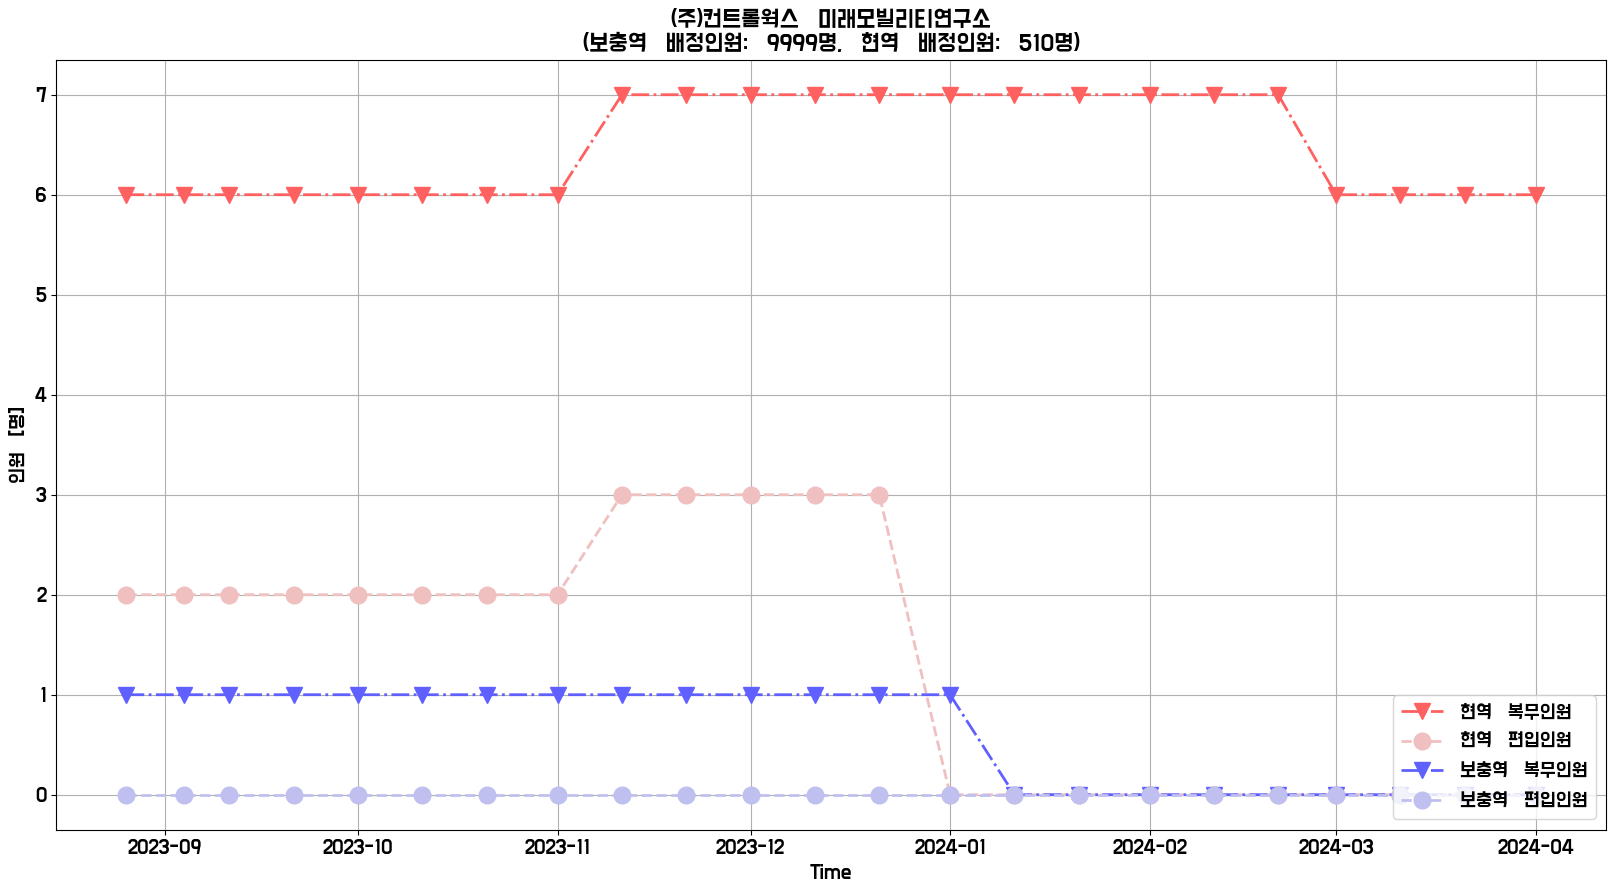 (주)컨트롤웍스 미래모빌리티연구소
(보충역 배정인원: 9999명, 현역 배정인원: 510명)
7
6
5
4
3
2
1
0
인원 [명]
2023-09 2023-10 2023-11 2023-12 2024-01 2024-02 2024-03 2024-04
Time
현역 복무인원
현역 편입인원
보충역 복무인원
보충역 편입인원